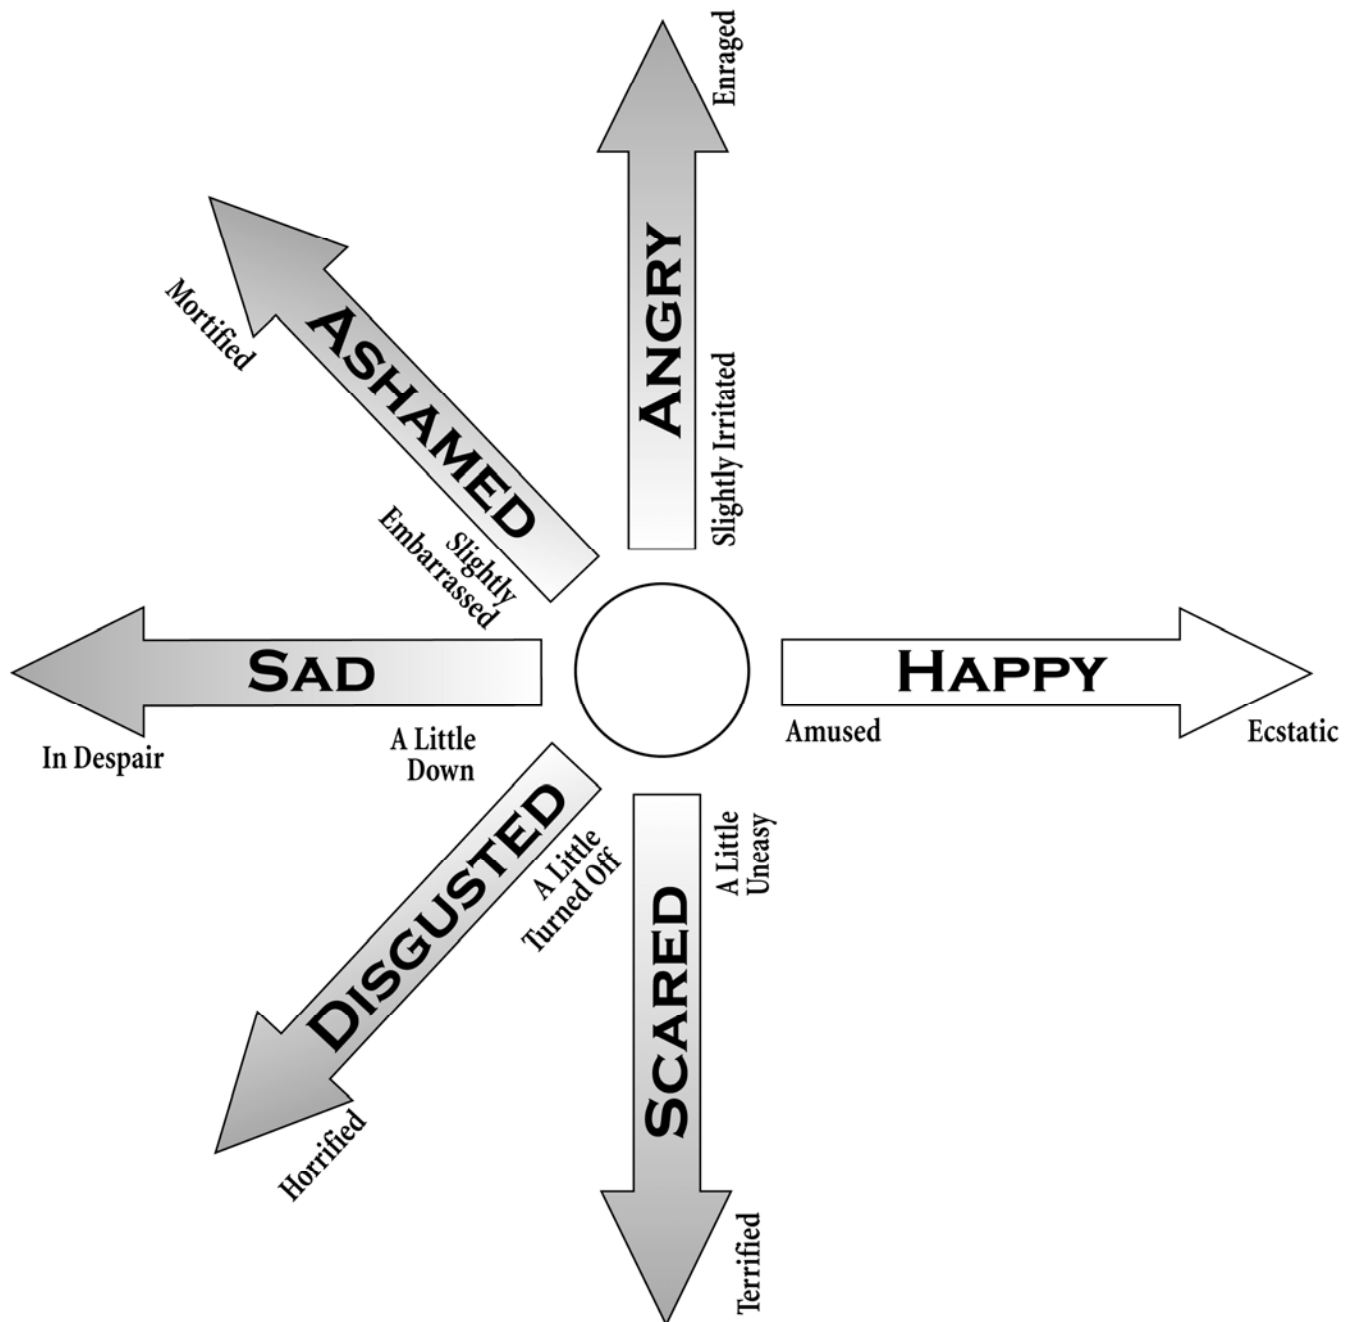 Enraged
ANGRY
Slightly Irritated
Mortified
ASHAMED
Slightly
Embarrassed
SAD
In Despair
A Little
Down
HAPPY
Amused
Ecstatic
DISGUSTED
A Little
Turned Off
Horrified
A Little
Uneasy
SCARED
Terrified